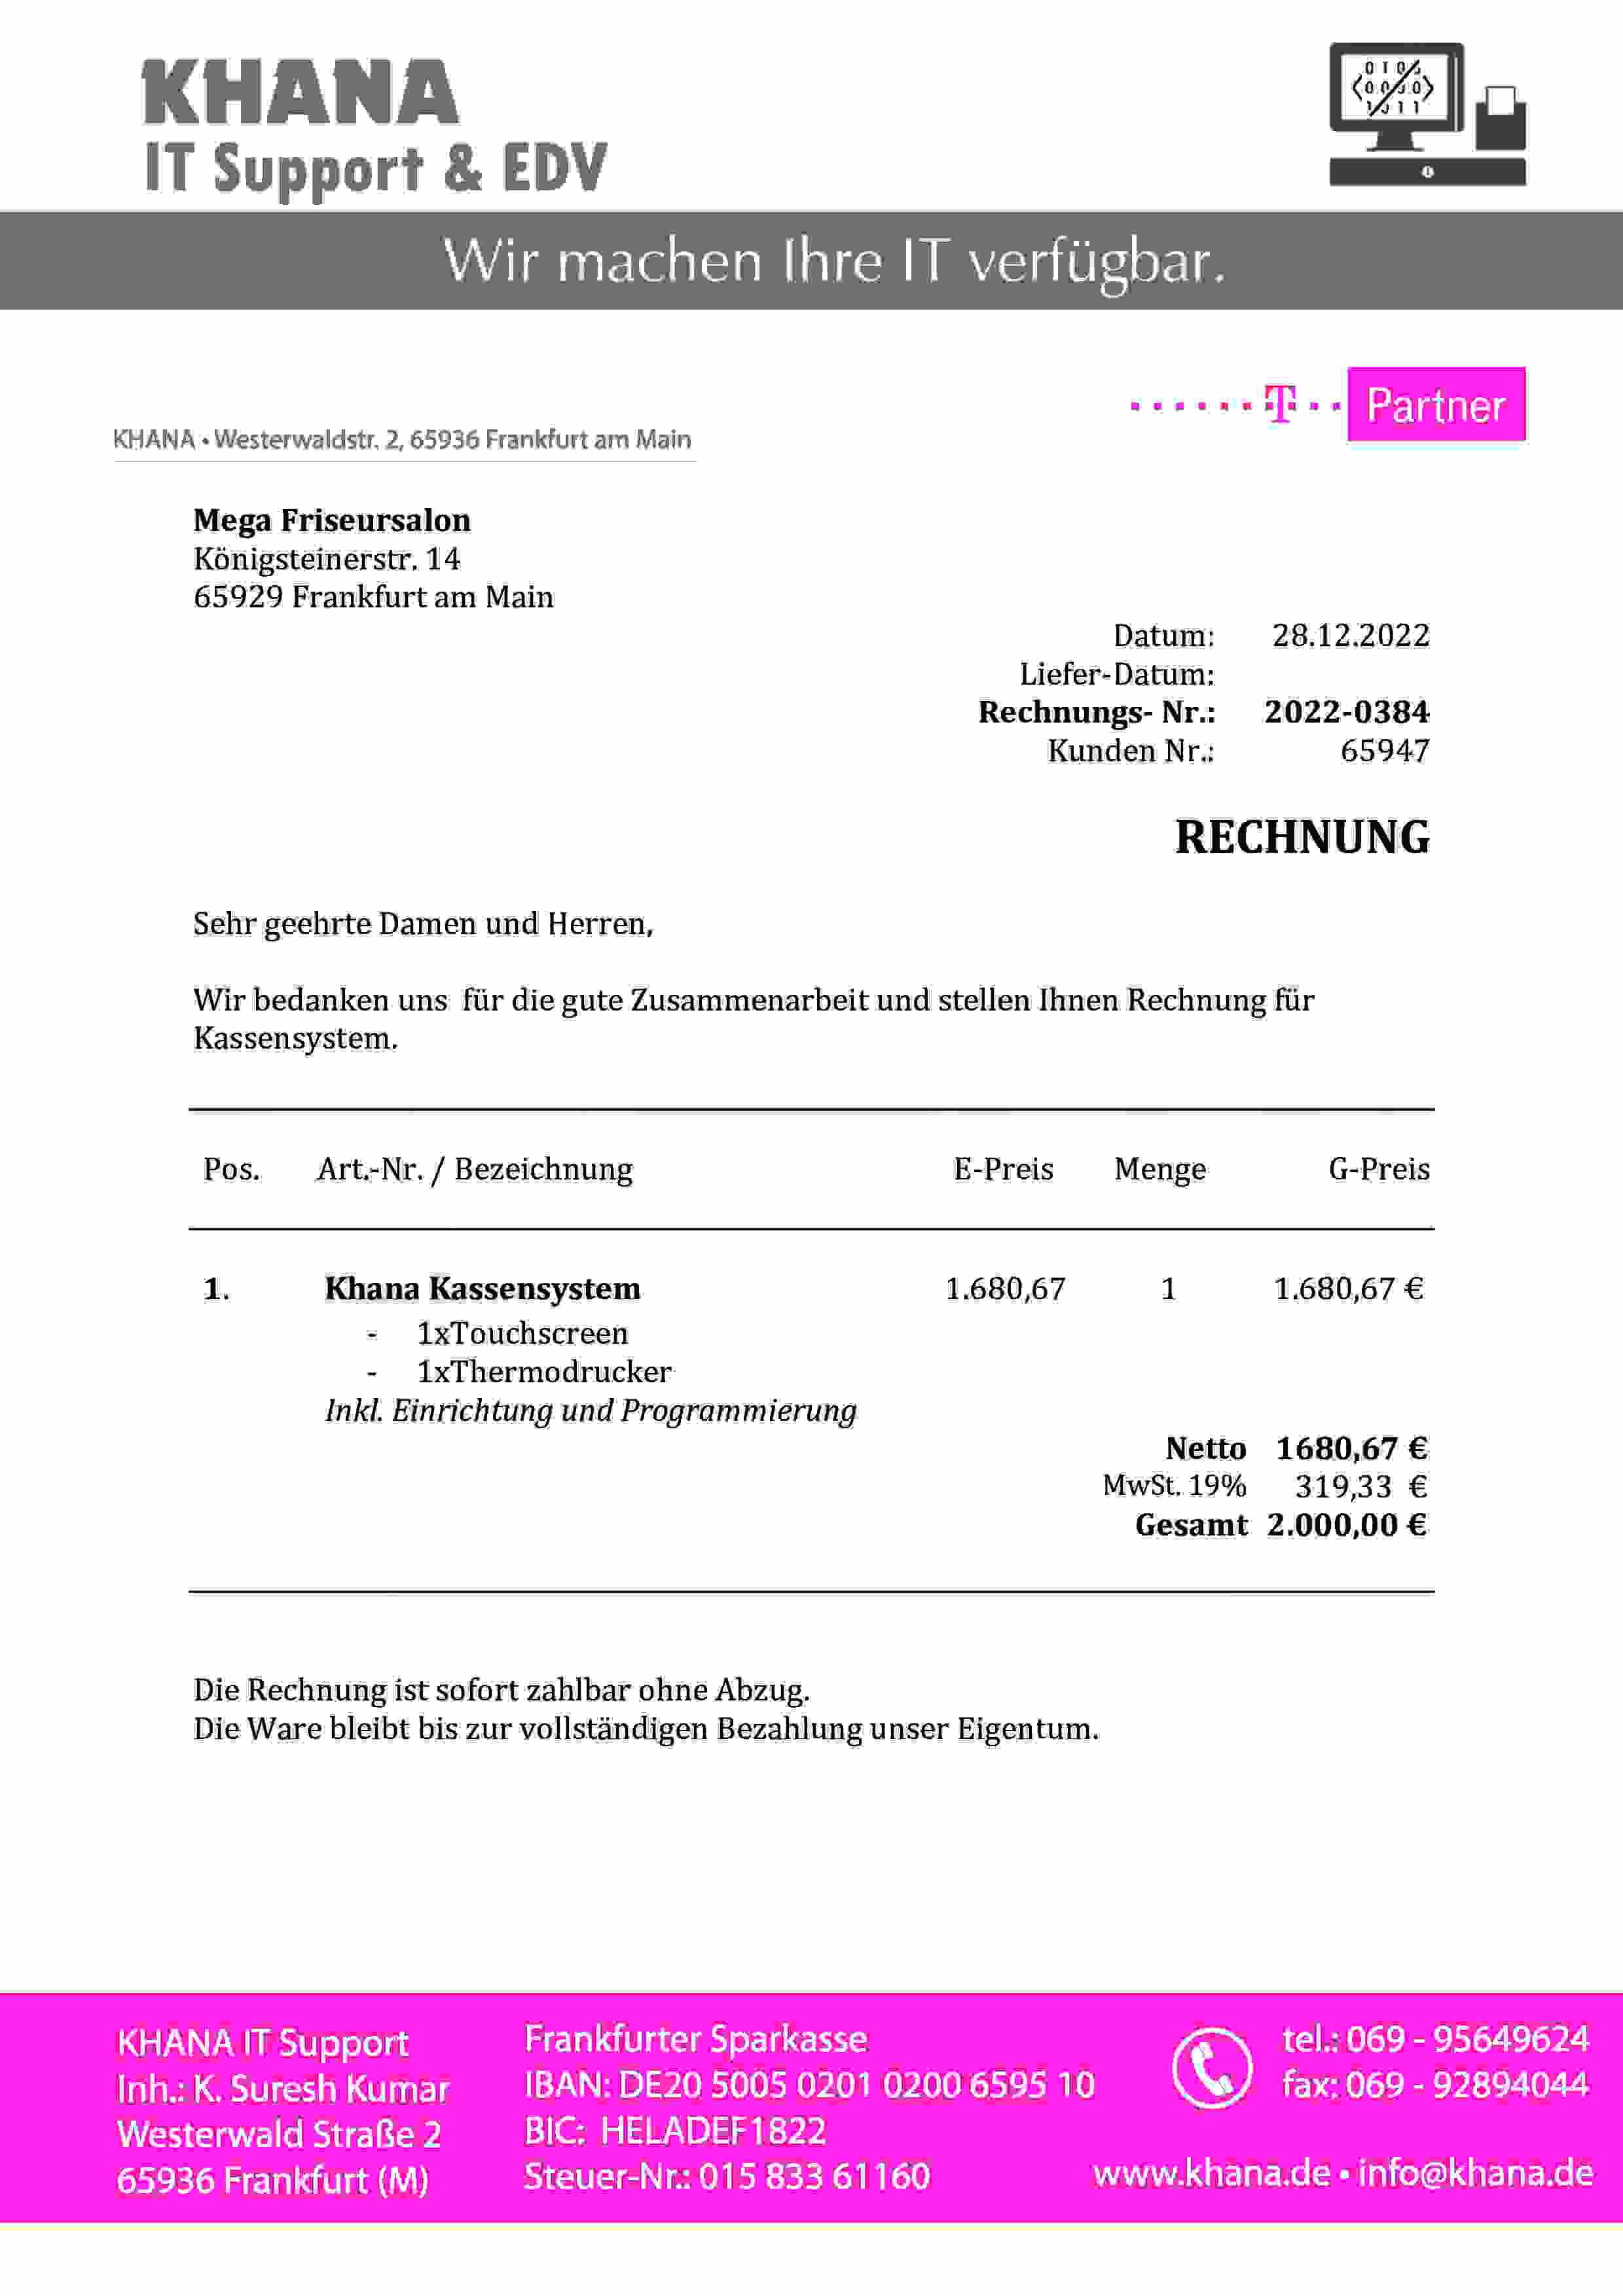 KHANA
IT Support & EDV
Wir machen Ihre IT verfügbar.
T Partner
KHANA • Westerwaldstr. 2, 65936 Frankfurt am Main
Mega Friseursalon
Königsteinerstr. 14
65929 Frankfurt am Main
Datum: 28.12.2022
Liefer-Datum:
Rechnungs- Nr.: 2022-0384
Kunden Nr.: 65947
RECHNUNG
Sehr geehrte Damen und Herren,
Wir bedanken uns für die gute Zusammenarbeit und stellen Ihnen Rechnung für
Kassensystem.
Pos. Art.-Nr. / Bezeichnung E-Preis Menge G-Preis
1. Khana Kassensystem 1.680,67 1 1.680,67 €
- 1xTouchscreen
- 1xThermodrucker
Inkl. Einrichtung und Programmierung
Netto 1680,67 €
MwSt. 19% 319,33 €
Gesamt 2.000,00 €
Die Rechnung ist sofort zahlbar ohne Abzug.
Die Ware bleibt bis zur vollständigen Bezahlung unser Eigentum.
KHANA IT Support
Inh.: K. Suresh Kumar
Westerwald Straße 2
65936 Frankfurt (M)
Frankfurter Sparkasse
IBAN: DE20 5005 0201 0200 6595 10
BIC: HELADEF1822
Steuer-Nr.: 015 833 61160
tel.: 069 - 95649624
fax: 069 - 92894044
www.khana.de • info@khana.de